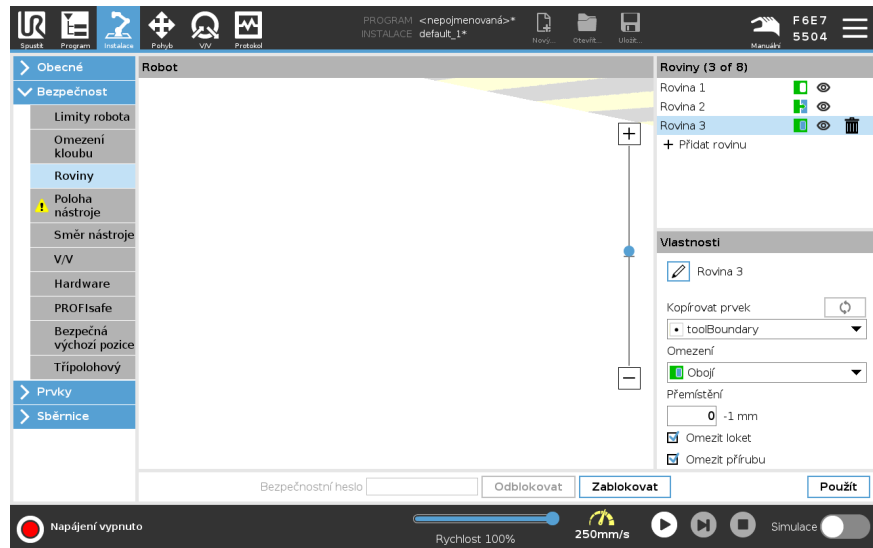 PROGRAM <nepojmenovaná>*
INSTALACE default_1*
Spustit Program Instalace Pohyb V/V Protokol
Nový... Otevřít... Uložit...
Manuální
F6E7
5504
Obecné
Bezpečnost
Limity robota
Omezení
kloubu
Roviny
Poloha
nástroje
Směr nástroje
V/V
Hardware
PROFIsafe
Bezpečná
výchozí pozice
Třípolohový
Prvky
Sběrnice
Robot
Roviny (3 of 8)
Rovina 1
Rovina 2
Rovina 3
+ Přidat rovinu
Vlastnosti
Rovina 3
Kopírovat prvek
toolBoundary
Omezení
Obojí
Přemístění
0 -1 mm
Omezit loket
Omezit přírubu
Bezpečnostní heslo Odblokovat Zablokovat Použít
Napájení vypnuto
Rychlost 100%
250mm/s
Simulace